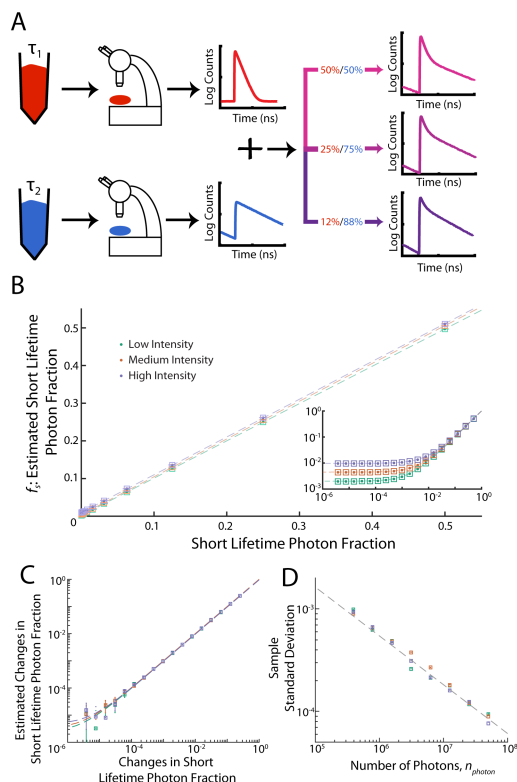 A
τ1
Log Counts
Time (ns)
50%/50%
Log Counts
Time (ns)
25%/75%
Log Counts
Time (ns)
τ2
Log Counts
Time (ns)
12%/88%
Log Counts
Time (ns)
B
fs: Estimated Short Lifetime
Photon Fraction
0.5
0.4
0.3
0.2
0.1
0
0.1
0.2
0.3
0.4
0.5
Short Lifetime Photon Fraction
Low Intensity
Medium Intensity
High Intensity
10^0
10^-1
10^-2
10^-3
10^-6
10^-4
10^-2
10^0
C
Estimated Changes in
Short Lifetime Photon Fraction
10^0
10^-2
10^-4
10^-6
10^-4
10^-2
10^0
Changes in Short
Lifetime Photon Fraction
D
Sample
Standard Deviation
10^-3
10^-4
10^5
10^6
10^7
10^8
Number of Photons, n_photon